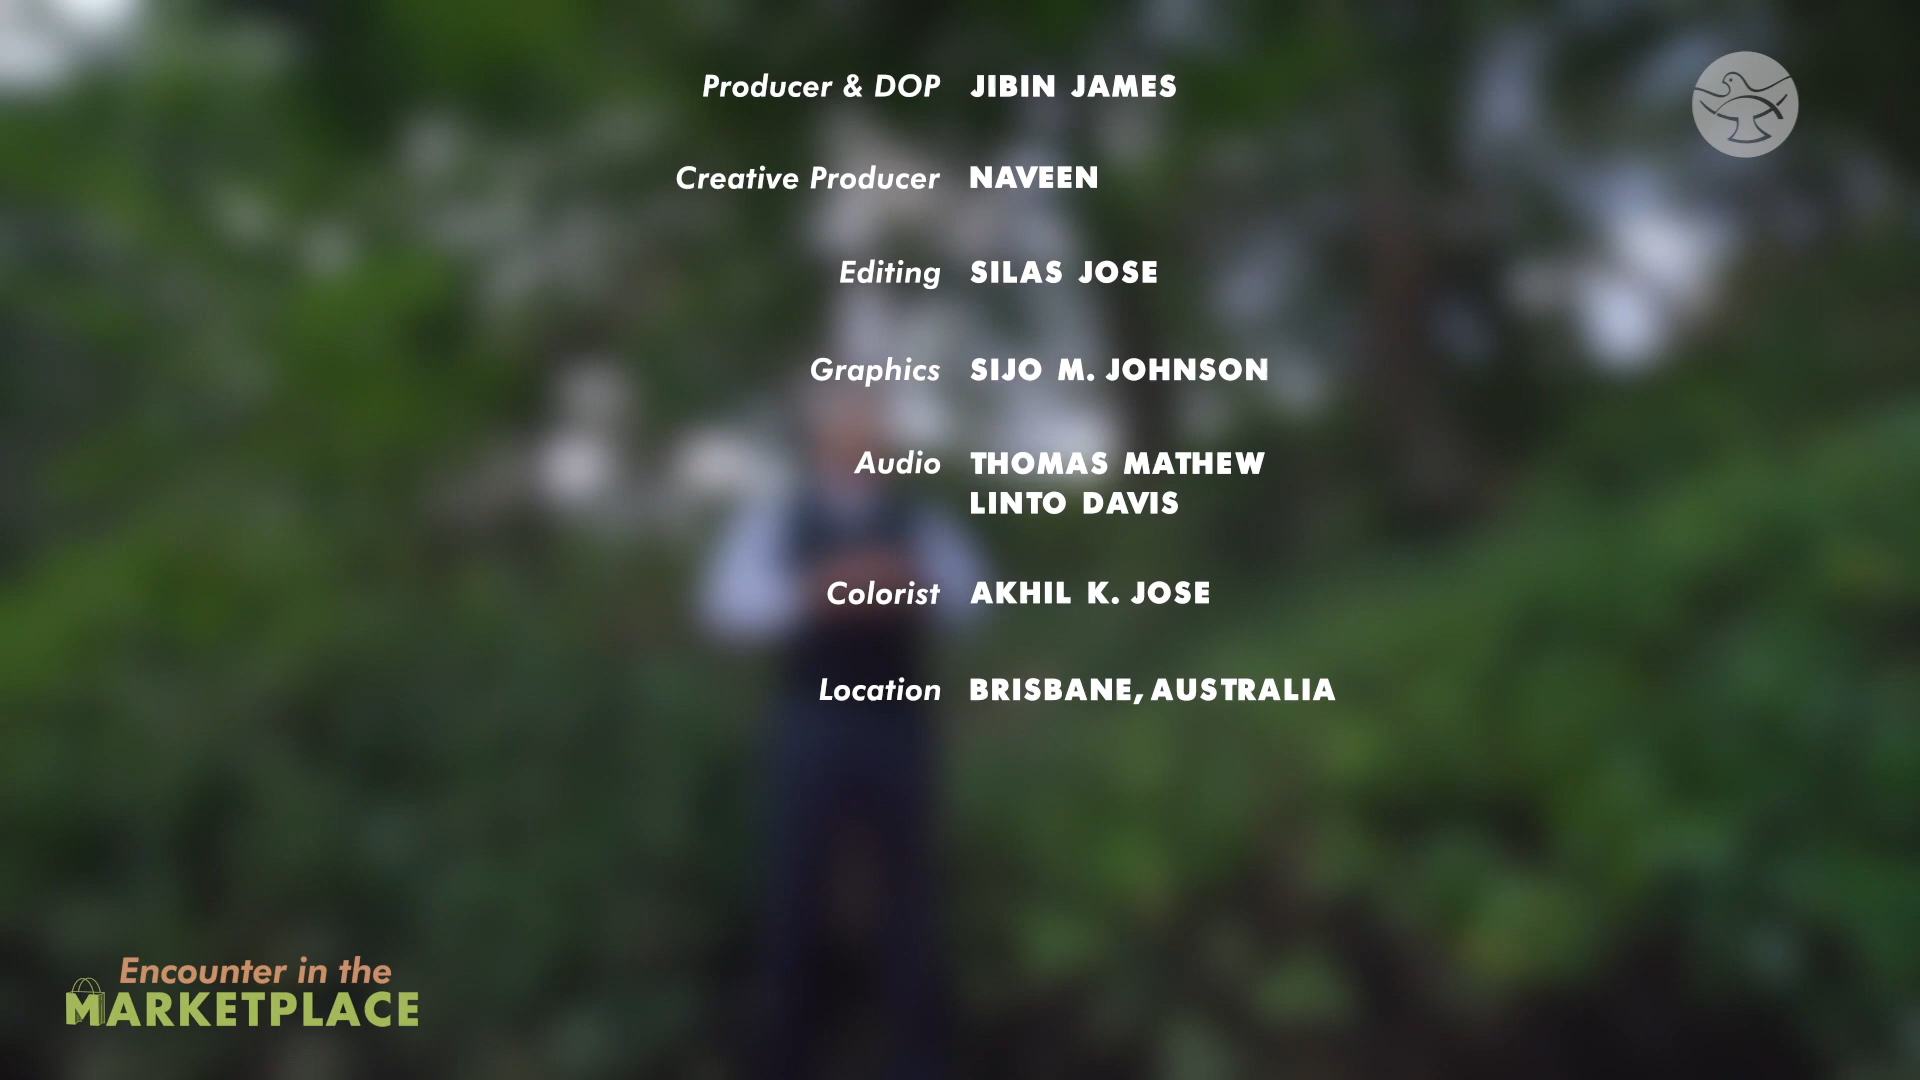 Producer & DOP JIBIN JAMES
Creative Producer NAVEEN
Editing SILAS JOSE
Graphics SIJO M. JOHNSON
Audio THOMAS MATHEW
LINTO DAVIS
Colorist AKHIL K. JOSE
Location BRISBANE, AUSTRALIA
Encounter in the
MARKETPLACE